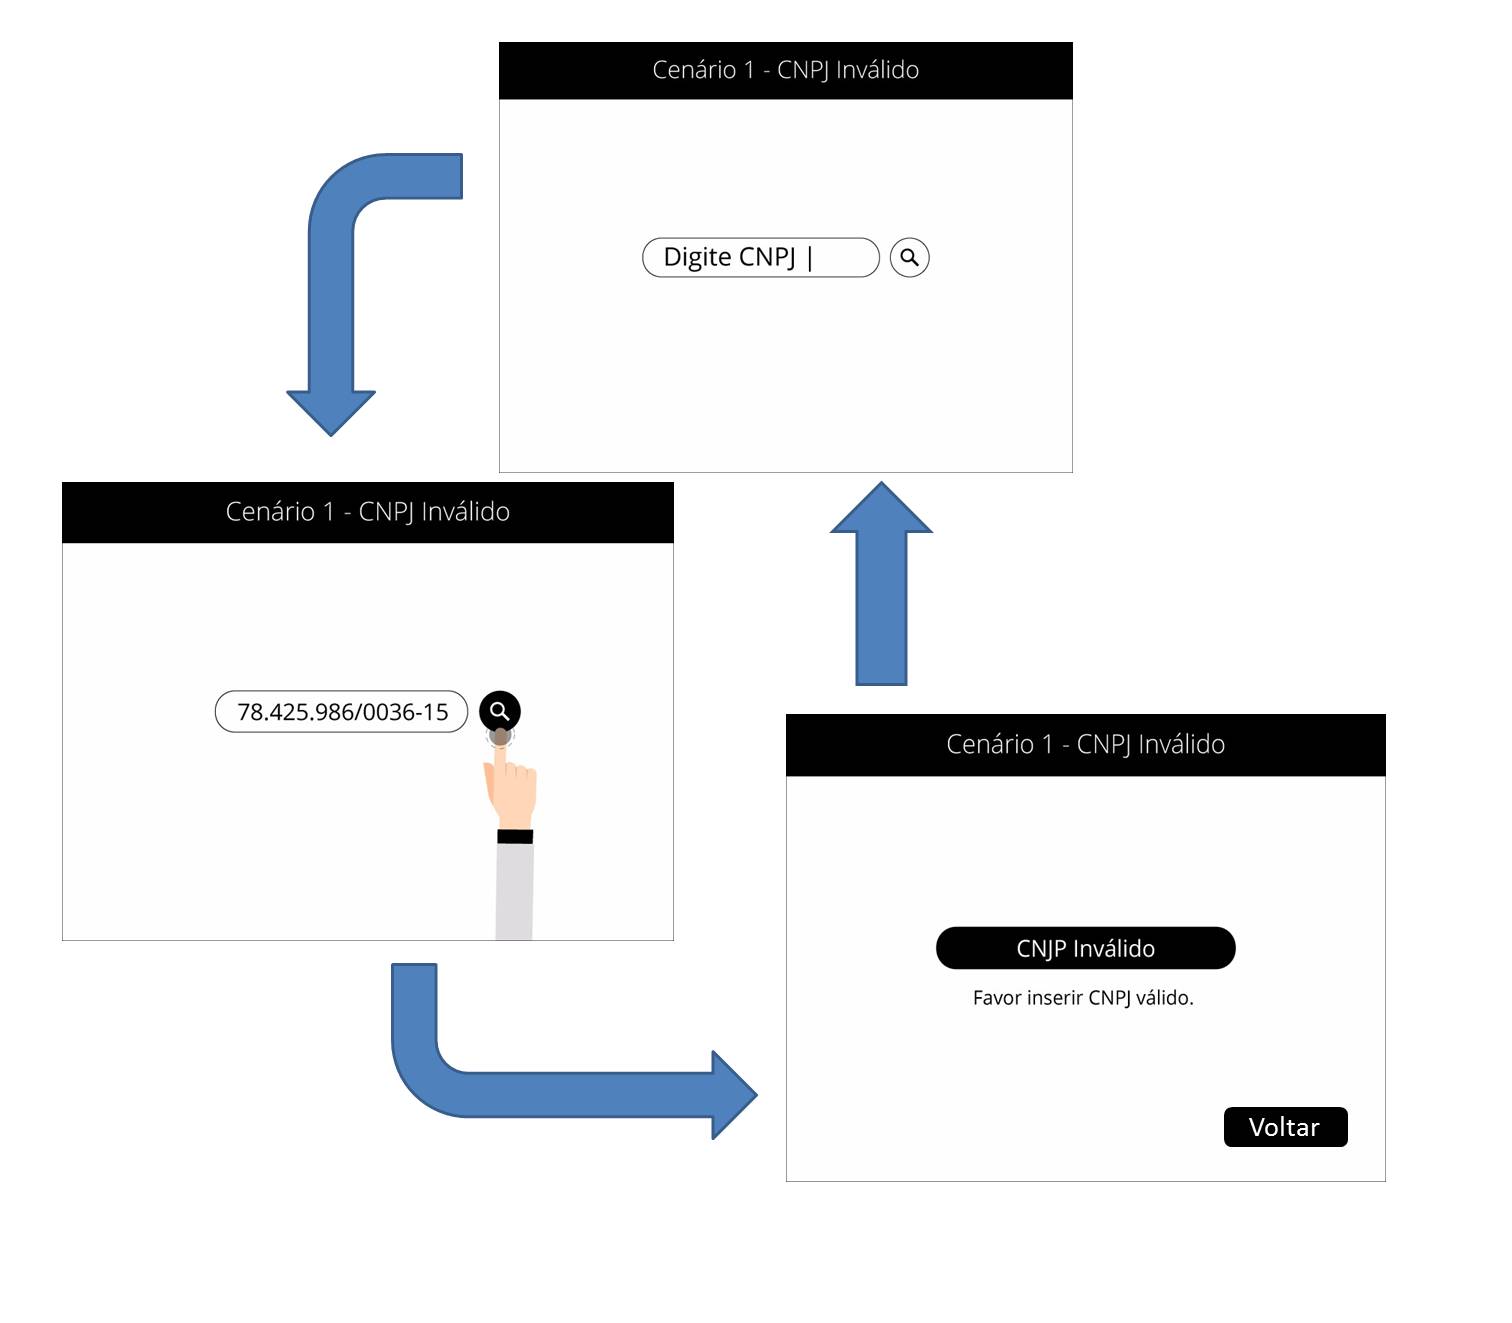 Cenário 1 - CNPJ Inválido
Digite CNPJ |
Cenário 1 - CNPJ Inválido
78.425.986/0036-15
Cenário 1 - CNPJ Inválido
CNJP Inválido
Favor inserir CNPJ válido.
Voltar